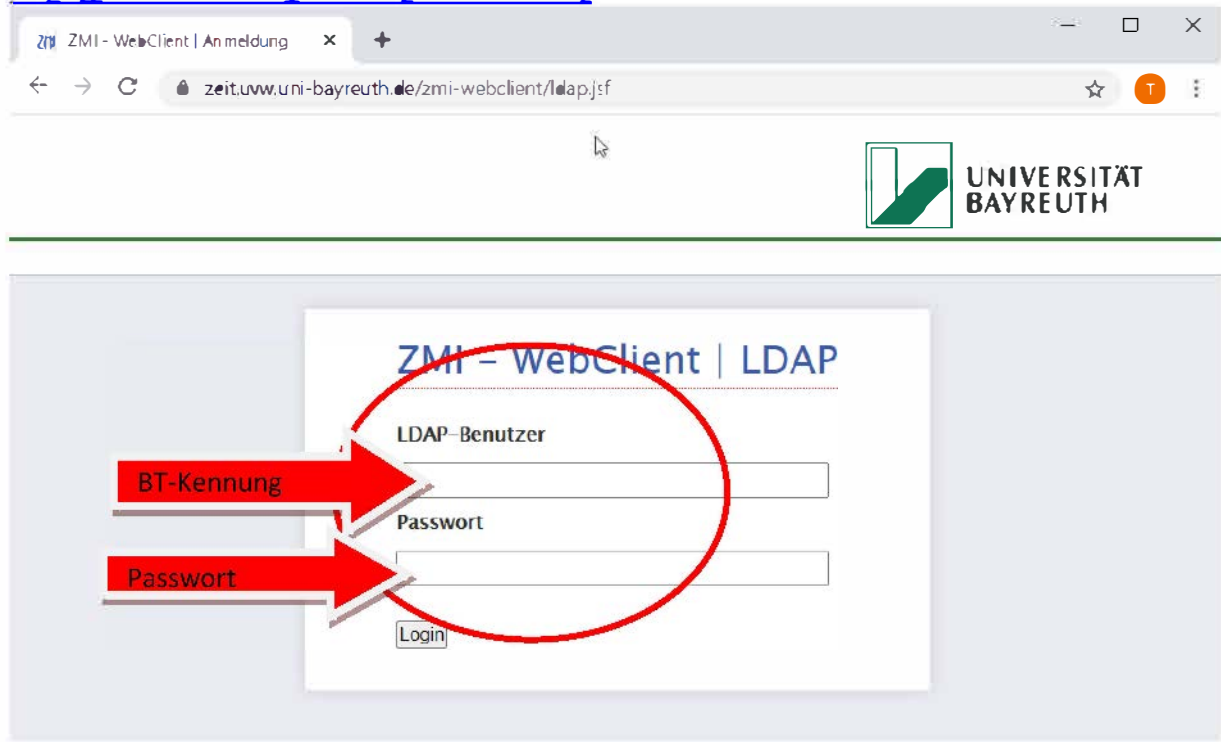 ZMI ZMI - WebClient | Anmeldung
zeit.uvw.uni-bayreuth.de/zmi-webclient/ldap.jsf
T
UNIVERSITÄT
BAYREUTH
ZMI – WebClient | LDAP
LDAP-Benutzer
BT-Kennung
Passwort
Passwort
Login